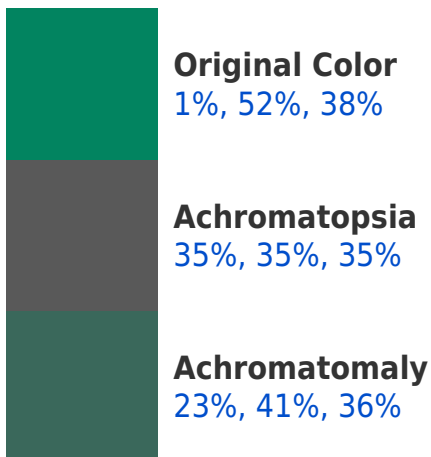 Original Color
1%, 52%, 38%
Achromatopsia
35%, 35%, 35%
Achromatomaly
23%, 41%, 36%